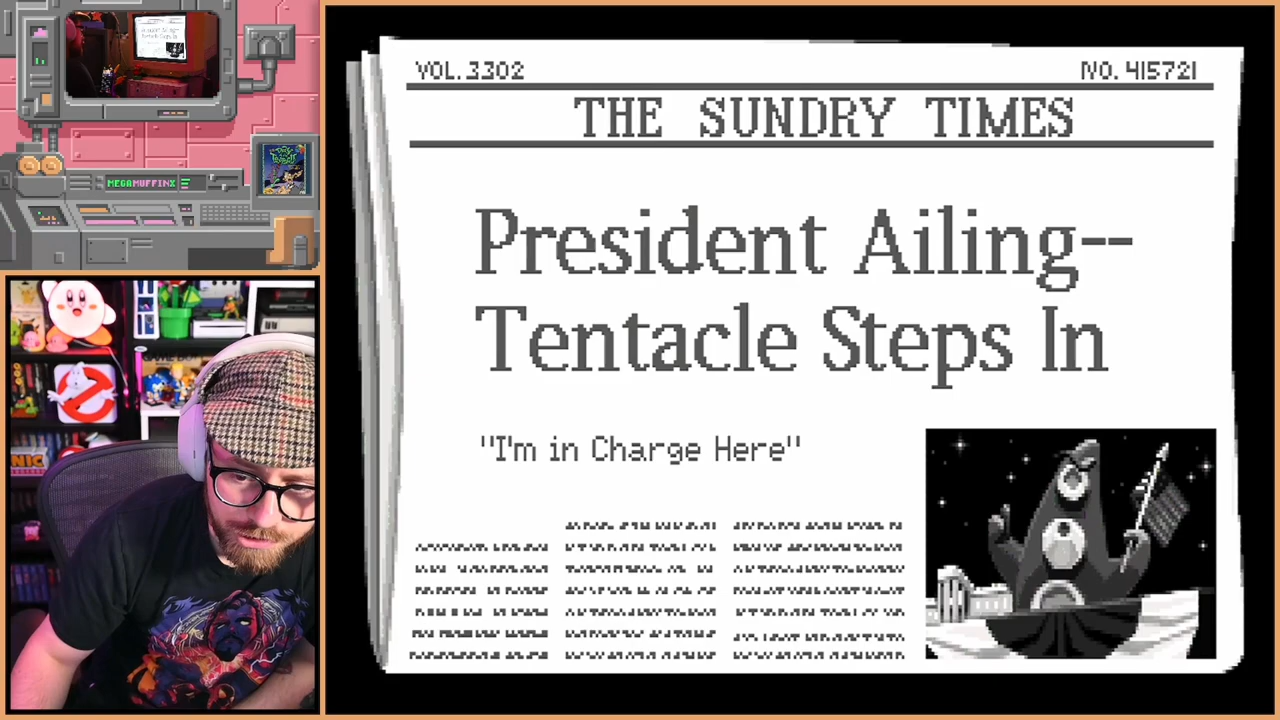 VOL. 3302
NO. 415721
THE SUNDRY TIMES
President Ailing--
Tentacle Steps In
"I'm in Charge Here"
MEGAMUFFINX